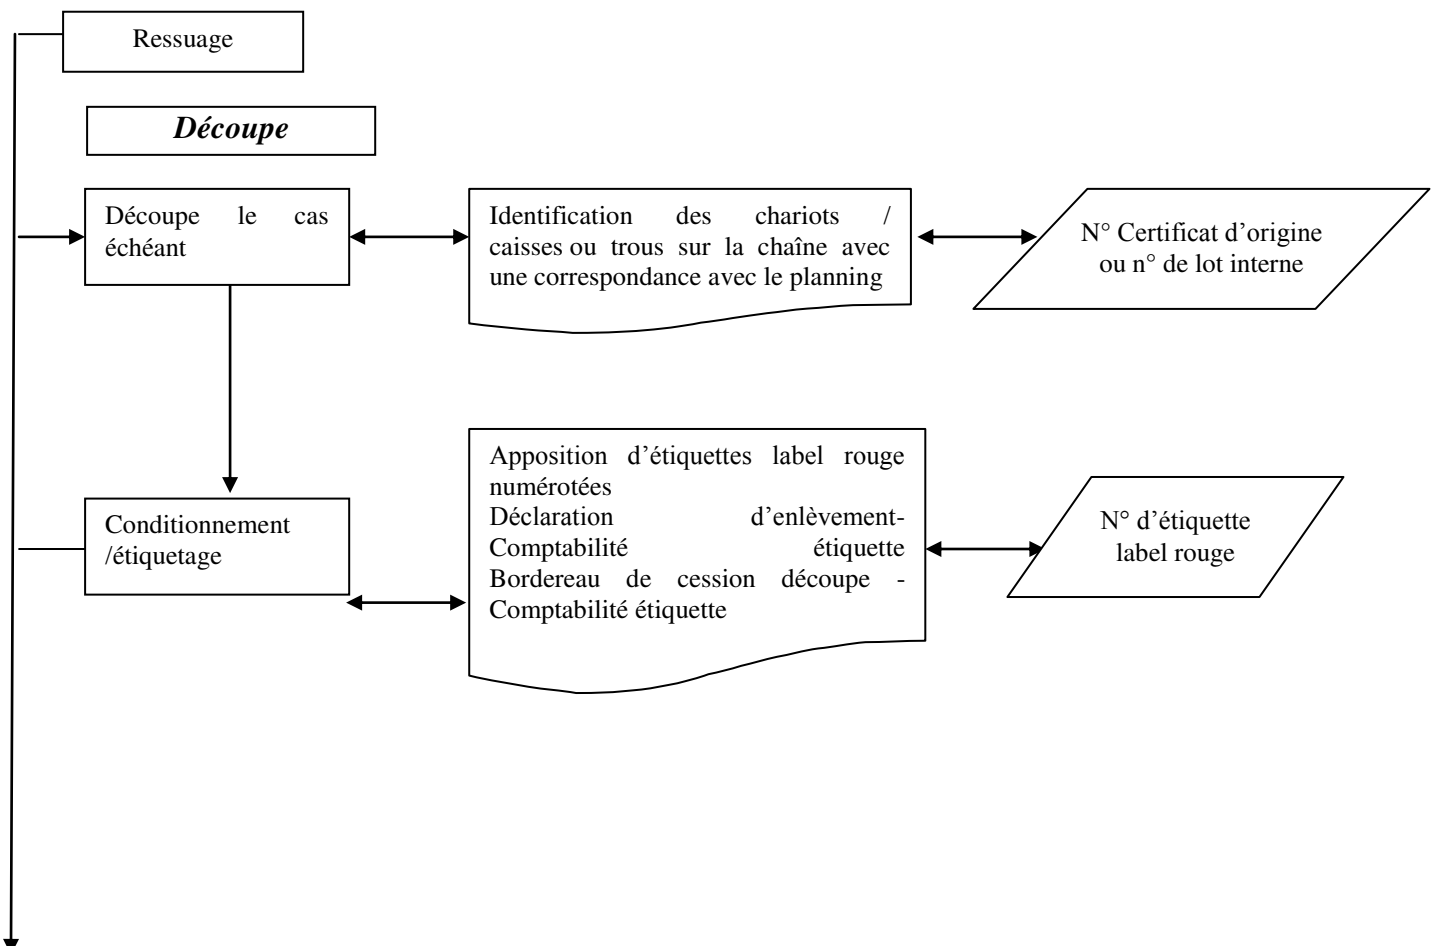 Ressuage
Découpe
Découpe le cas
échéant
Identification des chariots /
caisses ou trous sur la chaîne avec
une correspondance avec le planning
N° Certificat d'origine
ou n° de lot interne
Conditionnement
/étiquetage
Apposition d'étiquettes label rouge
numérotées
Déclaration d'enlèvement-
Comptabilité étiquette
Bordereau de cession découpe -
Comptabilité étiquette
N° d'étiquette
label rouge